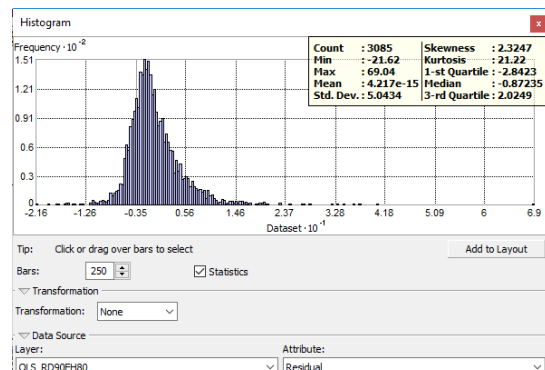 Histogram
x
Frequency · 10⁻²
Count : 3085 Skewness : 2.3247
Min : -21.62 Kurtosis : 21.22
Max : 69.04 1-st Quartile : -2.8423
Mean : 4.217e-15 Median : -0.87235
Std. Dev. : 5.0434 3-rd Quartile : 2.0249
1.51
1.21
0.91
0.6
0.3
0
-2.16 -1.26 -0.35 0.56 1.46 2.37 3.28 4.18 5.09 6 6.9
Dataset · 10⁻¹
Tip: Click or drag over bars to select Add to Layout
Bars: 250 Statistics
Transformation
Transformation: None
Data Source
Layer: Attribute:
OLS_RD90FH80 Residual